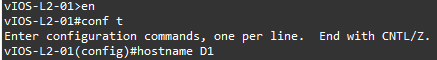 vIOS-L2-01>en
vIOS-L2-01#conf t
Enter configuration commands, one per line.  End with CNTL/Z.
vIOS-L2-01(config)#hostname D1